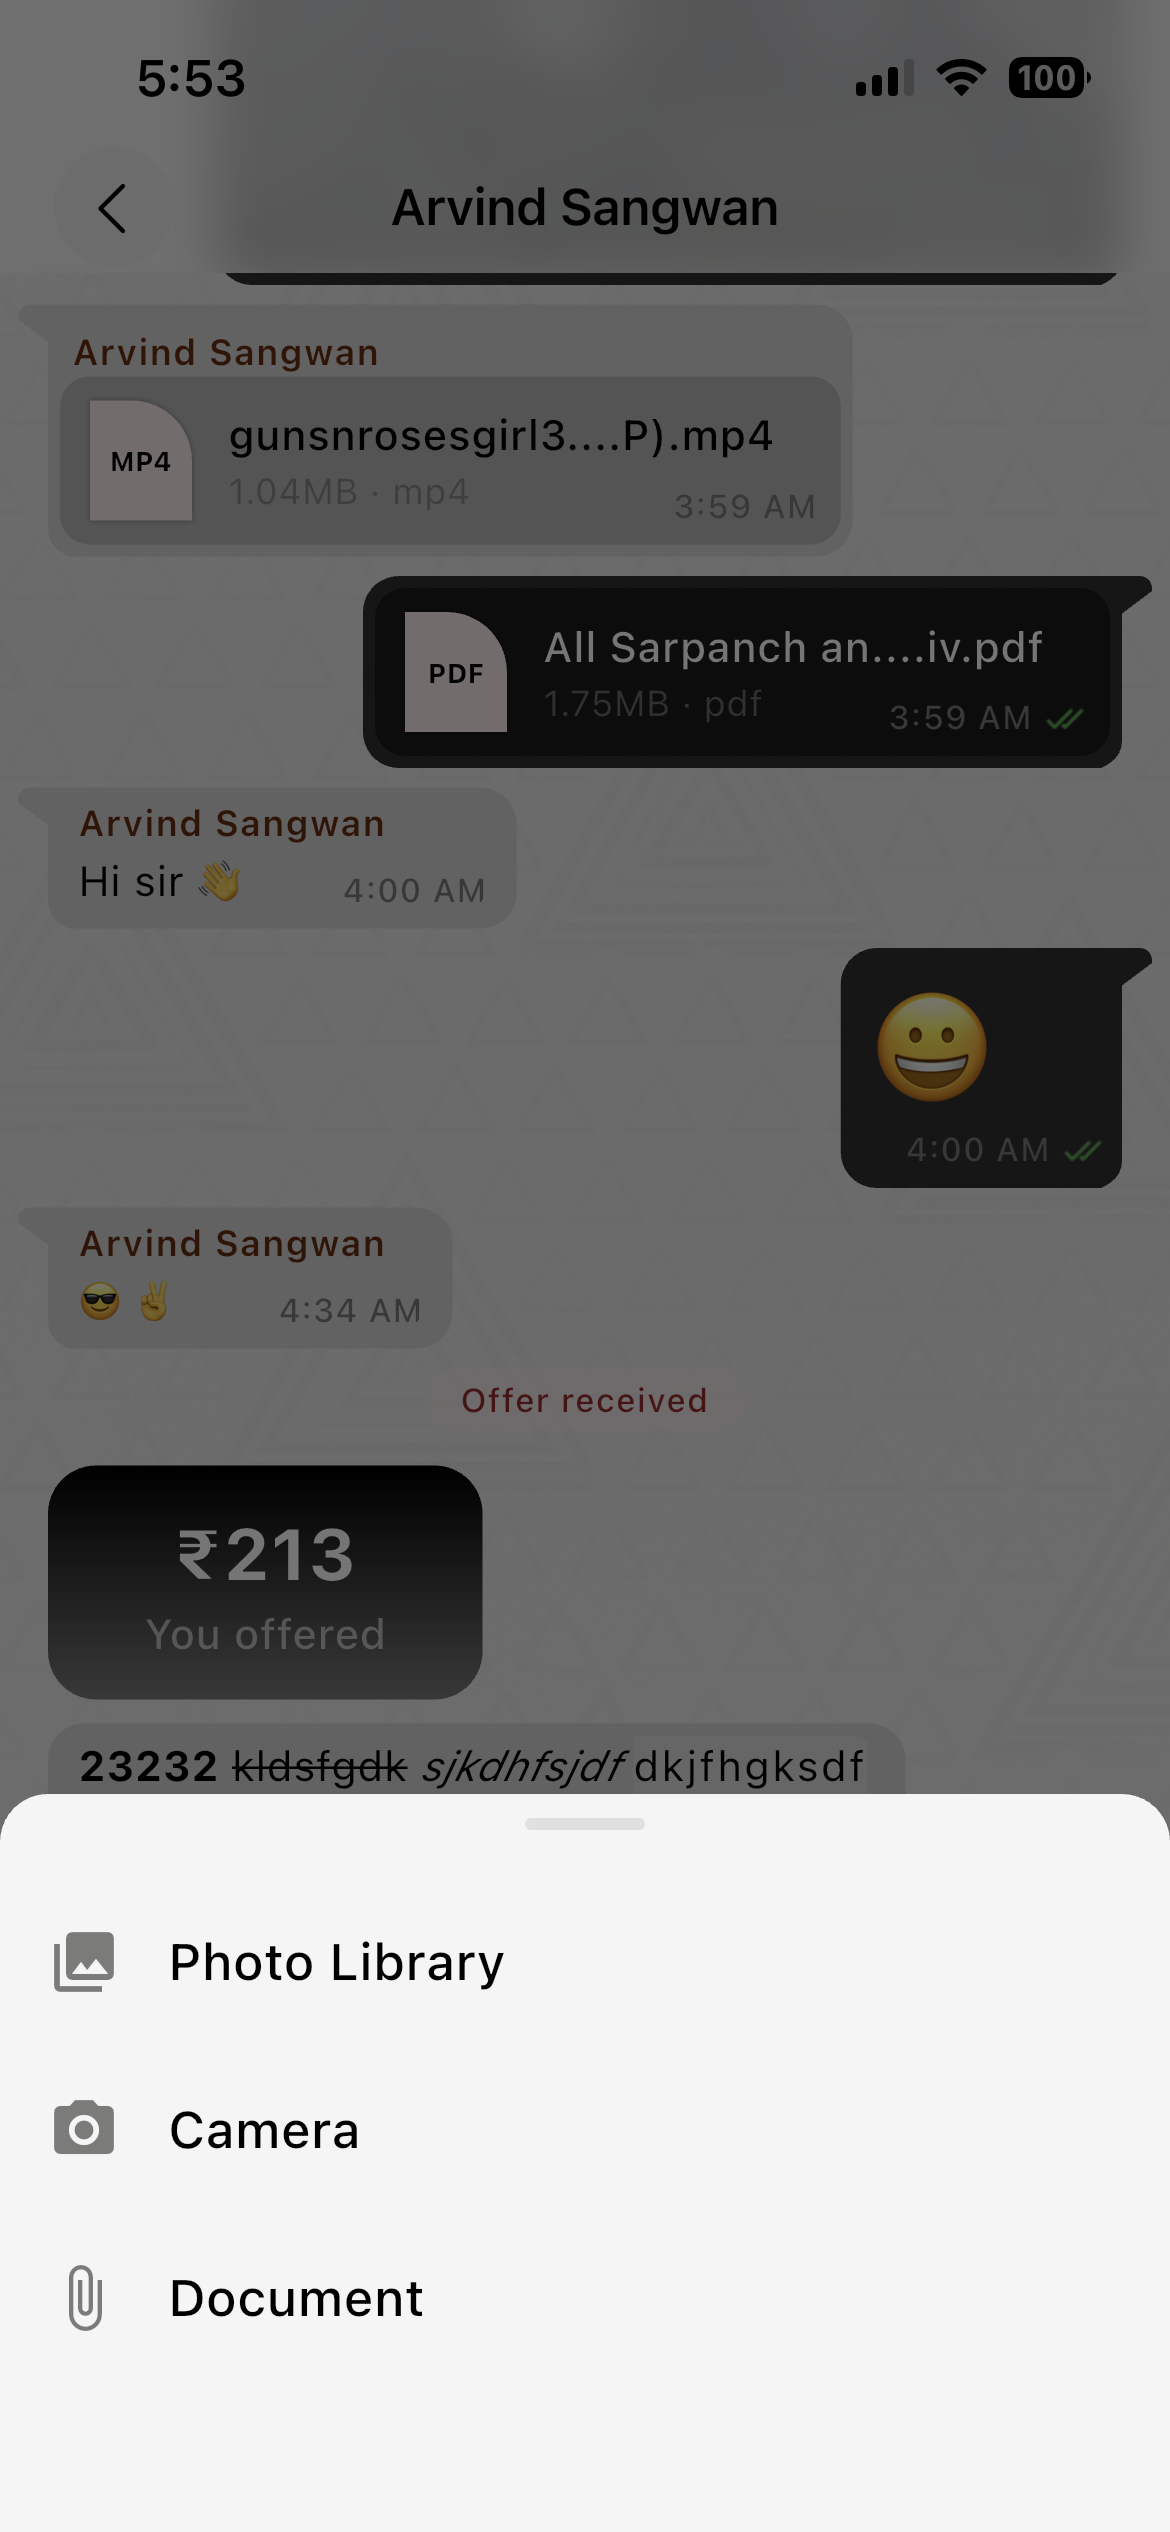 5:53
100
Arvind Sangwan
Arvind Sangwan
MP4
gunsnrosesgirl3....P).mp4
1.04MB · mp4
3:59 AM
PDF
All Sarpanch an....iv.pdf
1.75MB · pdf
3:59 AM
Arvind Sangwan
Hi sir 👋
4:00 AM
😀
4:00 AM
Arvind Sangwan
😎 ✌️
4:34 AM
Offer received
₹213
You offered
23232 kldsfgdk sjkdhfsjdf dkjfhgksdf
Photo Library
Camera
Document